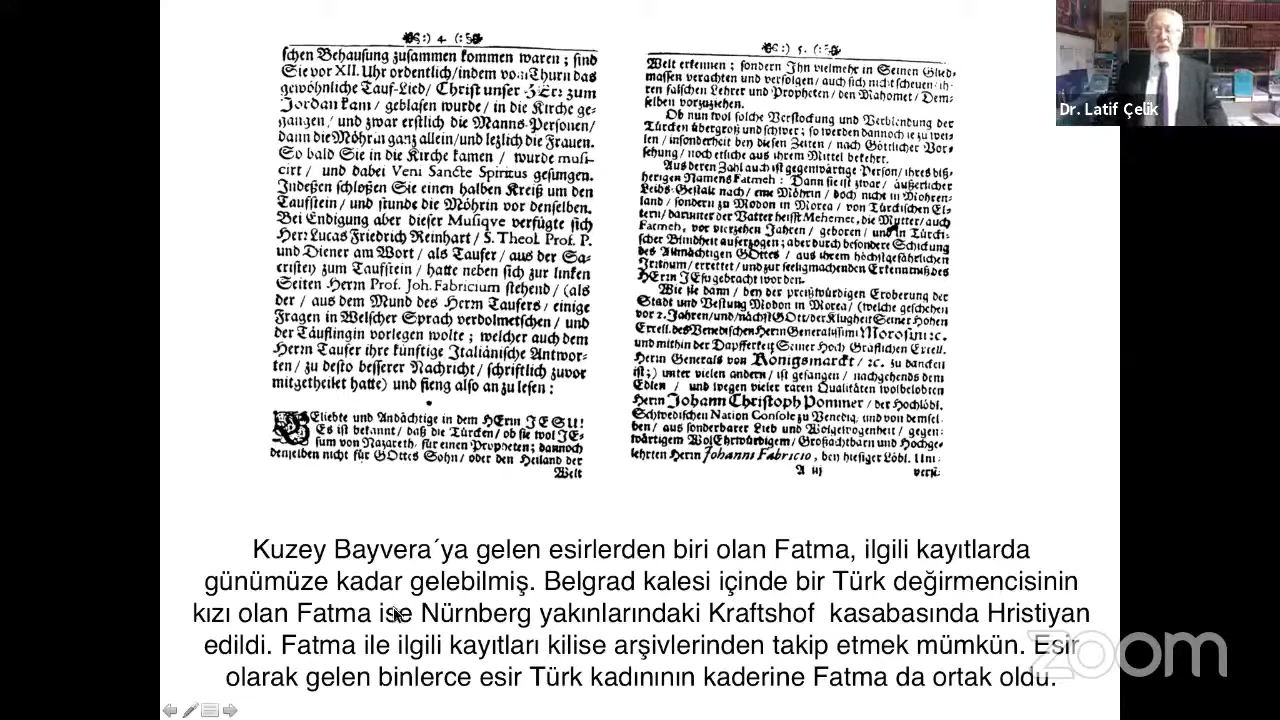 :) 4. (:
schen Behausung zusammen kommen waren; sind
Sie vor XII. Uhr ordentlich/indem vom Thurn das
gewöhnliche Tauf-Lied/ Christ unser HErr zum
Jordan kam/ geblasen wurde/ in die Kirche ge-
gangen/ und zwar erstlich die Manns-Personen/
dann die Möhrin ganz allein/und lezlich die Frauen.
So bald Sie in die Kirche kamen/ wurde musi-
cirt/ und dabei Veni Sancte Spiritus gesungen.
Indeßen schloßen Sie einen halben Kreiß um den
Taufstein/ und stunde die Möhrin vor denselben.
Bei Endigung aber dieser Musiqve verfügte sich
Herr Lucas Friedrich Reinhart/ S. Theol. Prof. P.
und Diener am Wort/ als Taufer/ aus der Sa-
cristey zum Taufstein/ hatte neben sich zur linken
Seiten Herrn Prof. Joh. Fabricium stehend/ (als
der/ aus dem Mund des Herrn Taufers/ einige
Fragen in Welscher Sprach verdolmetschen/ und
der Täuflingin vorlegen wolte; welcher auch dem
Herrn Taufer ihre künftige Italiänische Antwor-
ten/ zu desto besserer Nachricht/ schriftlich zuvor
mitgetheilet hatte) und fieng also an zu lesen:
GEliebte und Andächtige in dem HErrn JESU!
Es ist bekannt/ daß die Türcken/ ob sie wol JE-
sum von Nazareth/ für einen Propheten; dannoch
denselben nicht für GOttes Sohn/ oder den Heiland der
Welt
:) 5. (:
Welt erkennen; sondern Ihn vielmehr in Seinen Glied-
massen verachten und verfolgen/ auch sich nicht scheuen/ ih-
ren falschen Lehrer und Propheten/ den Mahomet/ Dem-
selben vorzuziehen.
Ob nun wol solche Verstockung und Verblendung der
Türcken übergroß und schwer; so werden dannoch je zu wei-
len/ insonderheit bey diesen Zeiten/ nach Göttlicher Vor-
sehung/ noch etliche aus ihrem Mittel bekehrt.
Aus deren Zahl auch ist gegenwärtige Person/ ihres biß-
herigen Namens Fatmeh: Dann sie ist zwar/ äußerlicher
Leibs-Gestalt nach/ eine Möhrin/ doch nicht in Mohren-
land/ sondern zu Modon in Morea/ von Türckischen El-
tern/ darunter der Vatter heisst Mehemet, die Mutter/ auch
Fatmeh, vor vierzehen Jahren/ geboren/ und in Türcki-
scher Blindheit auferzogen; aber durch besondere Schickung
des Allmächtigen GOttes/ aus ihrem höchstgefährlichen
Irrthum/ errettet/ und zur seeligmachenden Erkenntnuß des
HErrn JEsu gebracht worden.
Wie sie dann/ bey der preißwürdigen Eroberung der
Stadt und Vestung Modon in Morea/ (welche geschehen
vor 2. Jahren/und/nächst GOtt/der Klugheit Seiner Hohen
Excell. des Venedischen Herrn Generalissimi Morosini ꝛc.
und mithin der Dapfferkeit Seiner Hoch Gräflichen Excell.
Herrn Generals von Königsmarckt/ ꝛc. zu dancken
ist;) unter vielen andern/ ist gefangen/ nachgehends dem
Edlen/ und wegen vieler raren Qualitäten wolbelobten
Herrn Johann Christoph Pommer/ der Hochlöbl.
Schwedischen Nation Console zu Venedig, und von demsel-
ben/ aus sonderbarer Lieb und Wolgewogenheit/ gegen:
wärtigem WolEhrwürdigem/ Großachtbarn und Hochge-
lehrten Herrn Johanni Fabricio, bey hiesiger Löbl. Uni-
A iij
versi-
Dr. Latif Çelik
Kuzey Bayvera´ya gelen esirlerden biri olan Fatma, ilgili kayıtlarda
günümüze kadar gelebilmiş. Belgrad kalesi içinde bir Türk değirmencisinin
kızı olan Fatma ise Nürnberg yakınlarındaki Kraftshof kasabasında Hristiyan
edildi. Fatma ile ilgili kayıtları kilise arşivlerinden takip etmek mümkün. Esir
olarak gelen binlerce esir Türk kadınının kaderine Fatma da ortak oldu.
zoom